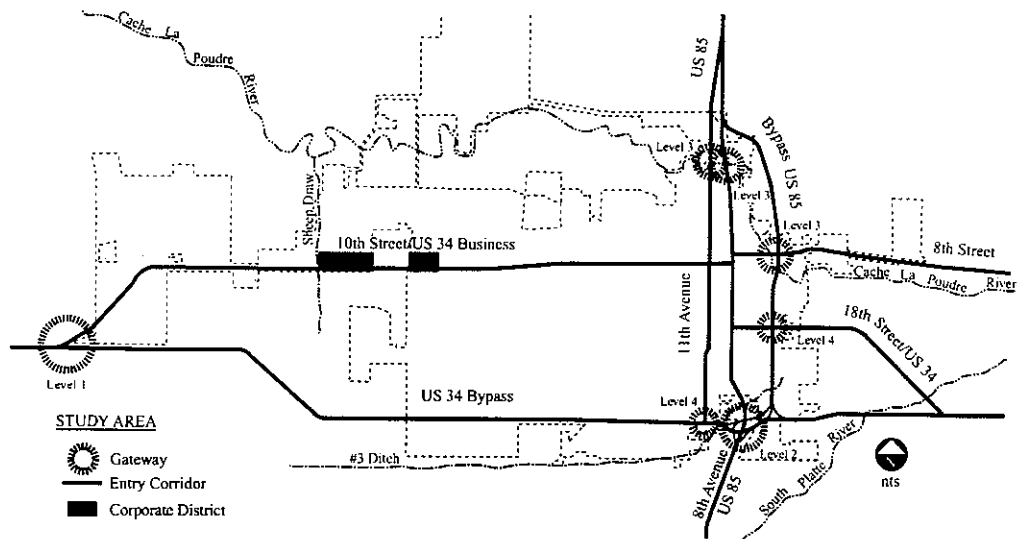 Cache La
Poudre
River
US 85
Level 3
Bypass US 85
Level 3
Sheep Draw
Level 3
10th Street/US 34 Business
8th Street
Cache La Poudre River
11th Avenue
Level 4
18th Street/US 34
Level 1
US 34 Bypass
Level 4
STUDY AREA
Gateway
#3 Ditch
Level 2
Entry Corridor
8th Avenue
US 85
South Platte River
nts
Corporate District